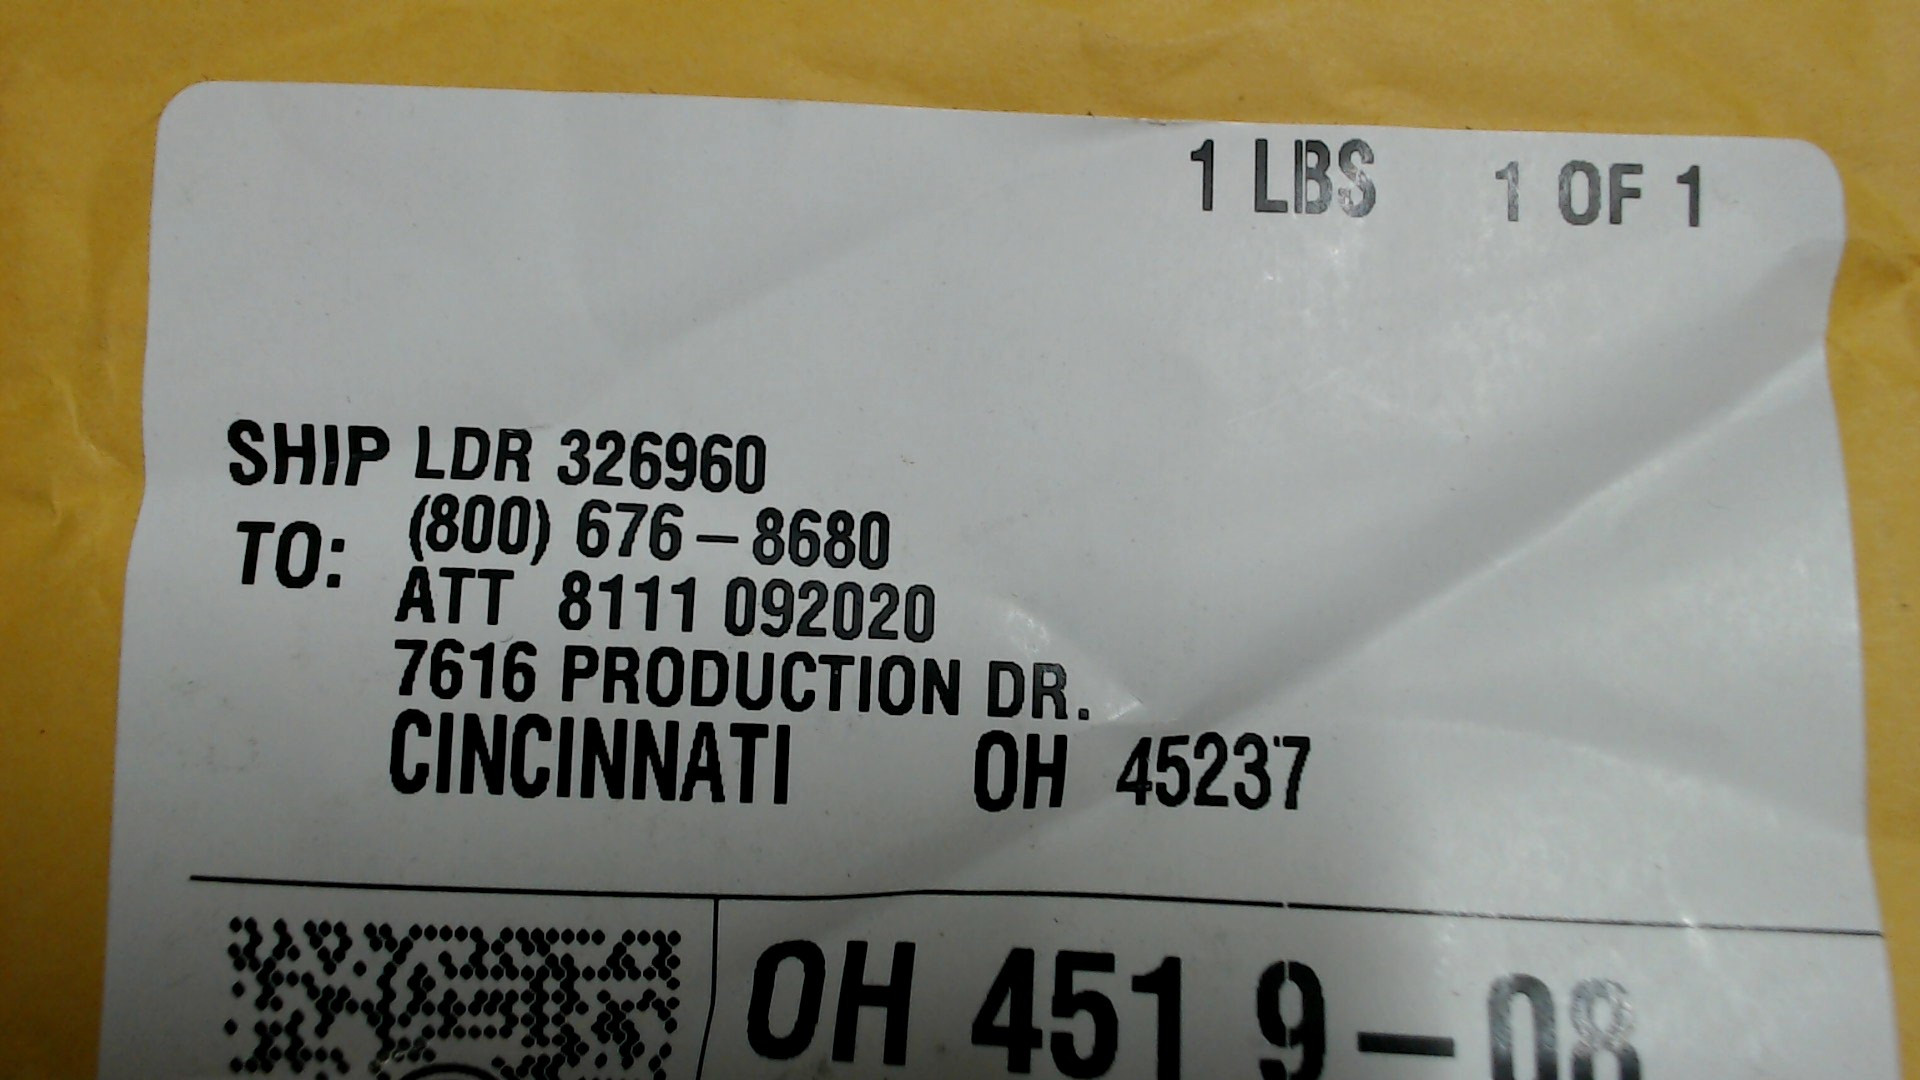 1 LBS 1 OF 1
SHIP TO: LDR 326960
(800) 676-8680
ATT 8111 092020
7616 PRODUCTION DR.
CINCINNATI OH 45237
OH 451 9-08